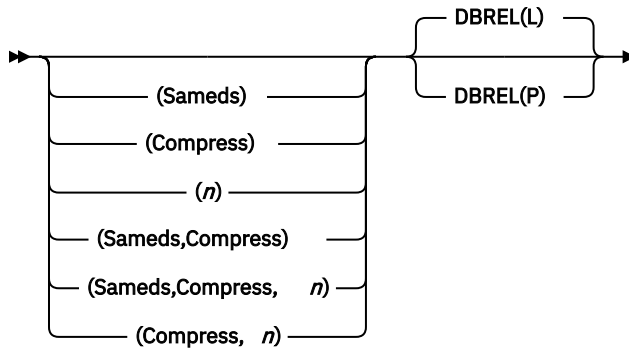 DBREL(L)
DBREL(P)
(Sameds)
(Compress)
(n)
(Sameds,Compress)
(Sameds,Compress, n)
(Compress, n)